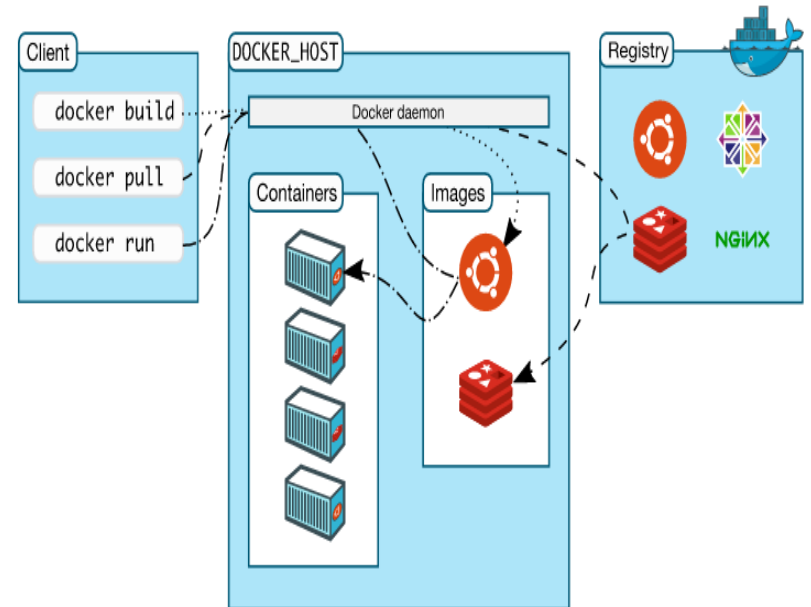 Client
docker build
docker pull
docker run
DOCKER_HOST
Docker daemon
Containers
Images
Registry
NGINX